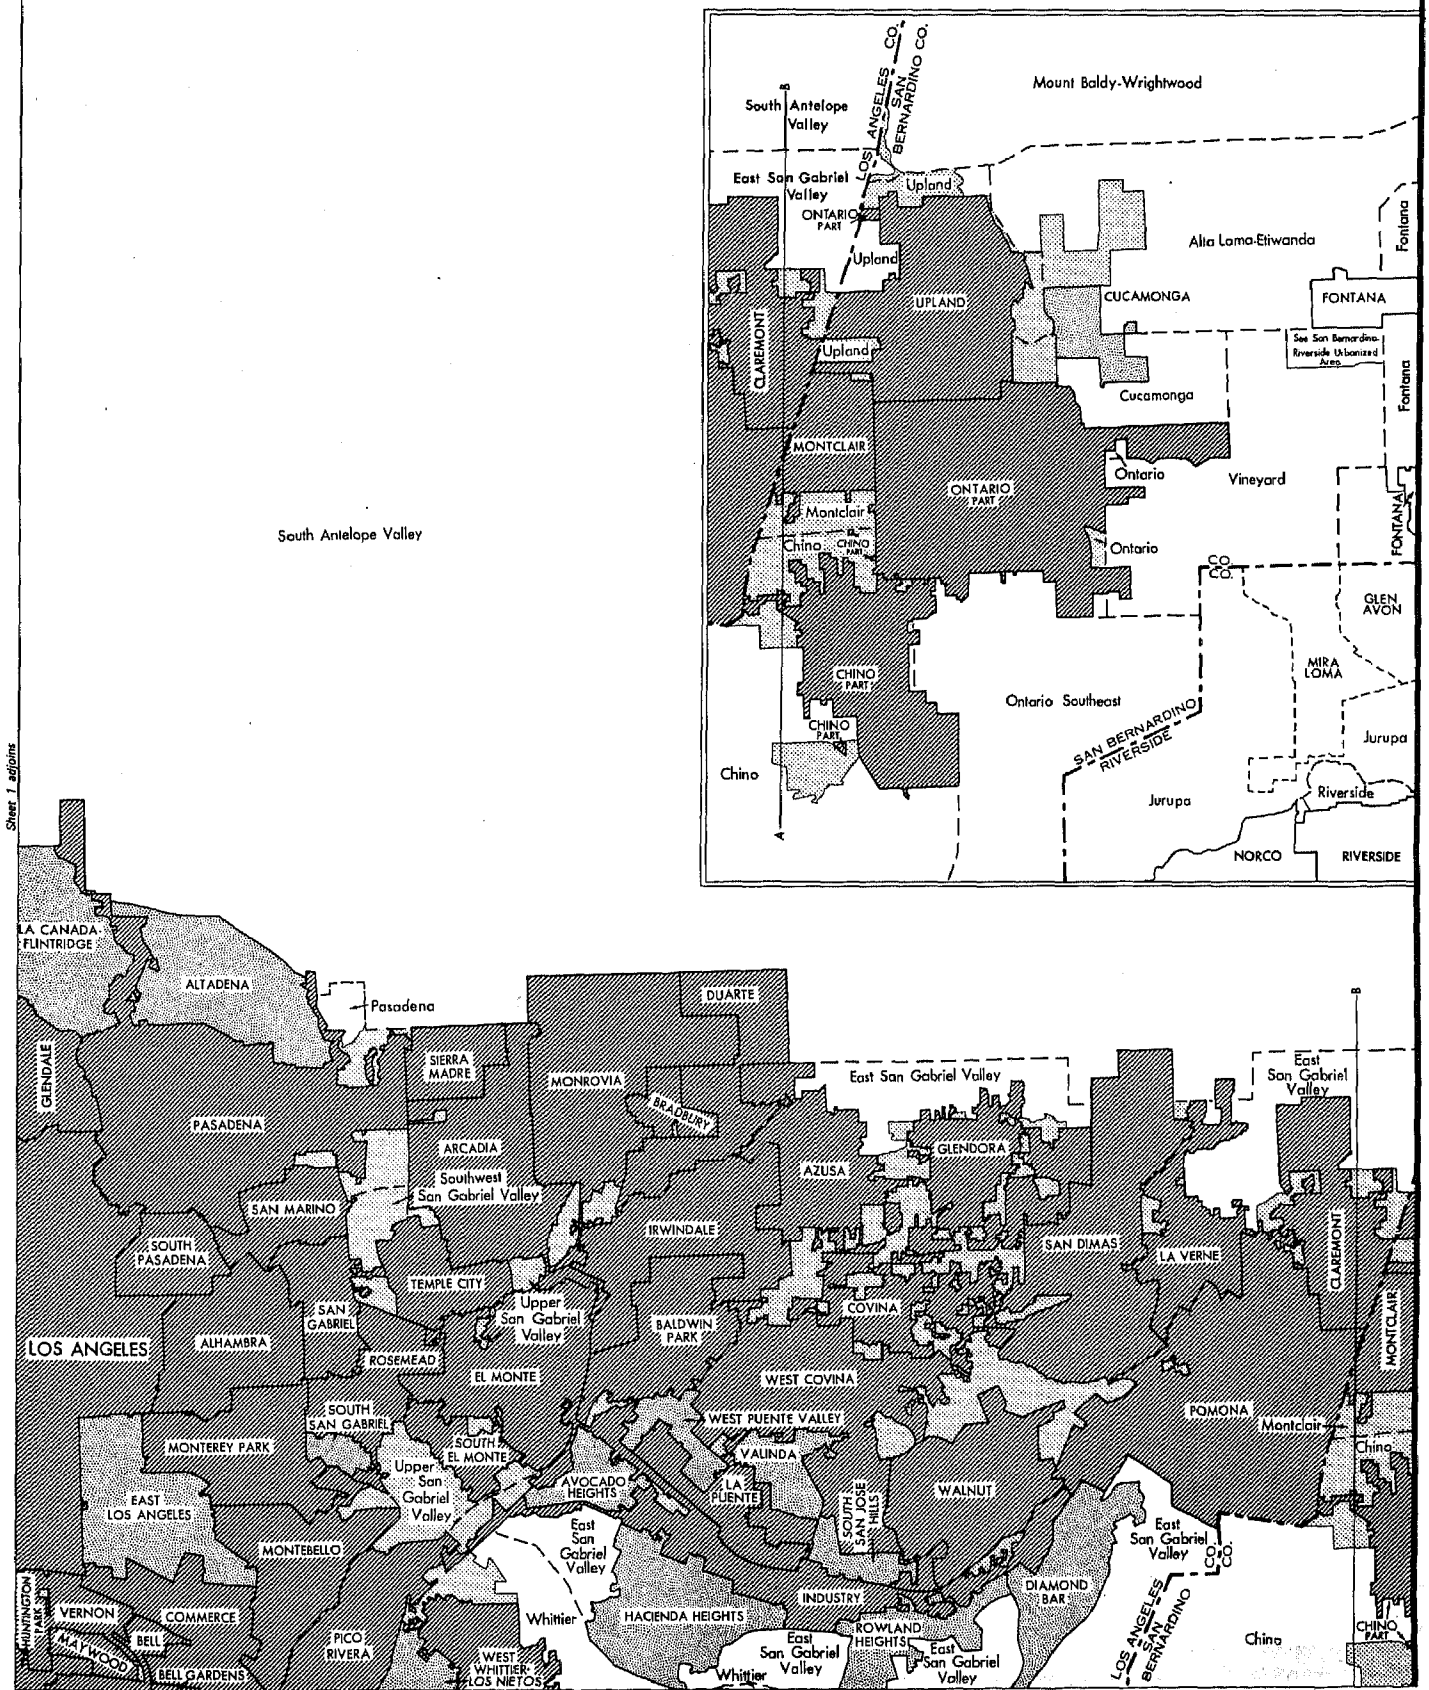 LOS ANGELES CO.
SAN BERNARDINO CO.
Mount Baldy-Wrightwood
South Antelope
Valley
B
East San Gabriel
Valley
Upland
ONTARIO
PART
Upland
Alta Loma-Etiwanda
Fontana
UPLAND
CUCAMONGA
FONTANA
CLAREMONT
Upland
See San Bernardino-
Riverside Urbanized
Area
Cucamonga
Fontana
MONTCLAIR
Ontario
Vineyard
ONTARIO
PART
Montclair
FONTANA
Chino
CHINO
PART
Ontario
CO.
CO.
GLEN
AVON
MIRA
LOMA
CHINO
PART
Ontario Southeast
CHINO
PART
SAN BERNARDINO
RIVERSIDE
Jurupa
Chino
Jurupa
Riverside
A
NORCO
RIVERSIDE
South Antelope Valley
Sheet 1 adjoins
LA CANADA-
FLINTRIDGE
ALTADENA
Pasadena
DUARTE
B
GLENDALE
SIERRA
MADRE
MONROVIA
East San Gabriel Valley
East
San Gabriel
Valley
BRADBURY
PASADENA
ARCADIA
GLENDORA
AZUSA
Southwest
San Gabriel Valley
SAN MARINO
IRWINDALE
SOUTH
PASADENA
SAN DIMAS
LA VERNE
CLAREMONT
TEMPLE CITY
Upper
San Gabriel
Valley
SAN
GABRIEL
COVINA
BALDWIN
PARK
LOS ANGELES
ALHAMBRA
ROSEMEAD
EL MONTE
WEST COVINA
MONTCLAIR
SOUTH
SAN GABRIEL
WEST PUENTE VALLEY
POMONA
Montclair
MONTEREY PARK
SOUTH
EL MONTE
VALINDA
Chino
Upper
San
Gabriel
Valley
AVOCADO
HEIGHTS
LA
PUENTE
WALNUT
EAST
LOS ANGELES
SOUTH
SAN JOSE
HILLS
A
MONTEBELLO
East
San
Gabriel
Valley
East
San Gabriel
Valley
CO.
CO.
HUNTINGTON
PARK
VERNON
COMMERCE
INDUSTRY
DIAMOND
BAR
Whittier
HACIENDA HEIGHTS
MAYWOOD
BELL
PICO
RIVERA
ROWLAND
HEIGHTS
LOS ANGELES
SAN
BERNARDINO
Chino
CHINO
PART
WEST
WHITTIER-
LOS NIETOS
East
San Gabriel
Valley
East
San Gabriel
Valley
BELL GARDENS
Whittier